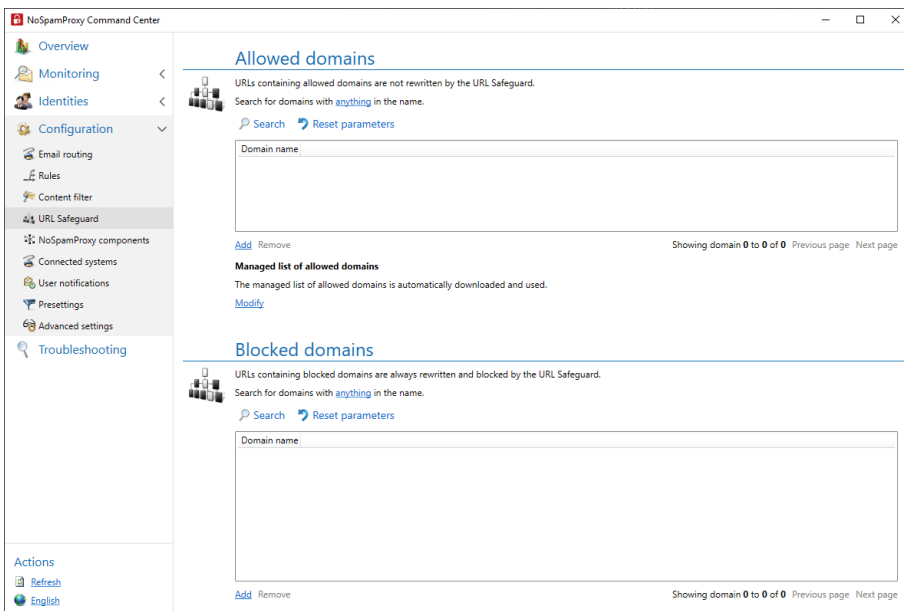 NoSpamProxy Command Center
Overview
Monitoring
Identities
Configuration
Email routing
Rules
Content filter
URL Safeguard
NoSpamProxy components
Connected systems
User notifications
Presettings
Advanced settings
Troubleshooting
Actions
Refresh
English
Allowed domains
URLs containing allowed domains are not rewritten by the URL Safeguard.
Search for domains with anything in the name.
Search Reset parameters
Domain name
Add Remove Showing domain 0 to 0 of 0 Previous page Next page
Managed list of allowed domains
The managed list of allowed domains is automatically downloaded and used.
Modify
Blocked domains
URLs containing blocked domains are always rewritten and blocked by the URL Safeguard.
Search for domains with anything in the name.
Search Reset parameters
Domain name
Add Remove Showing domain 0 to 0 of 0 Previous page Next page